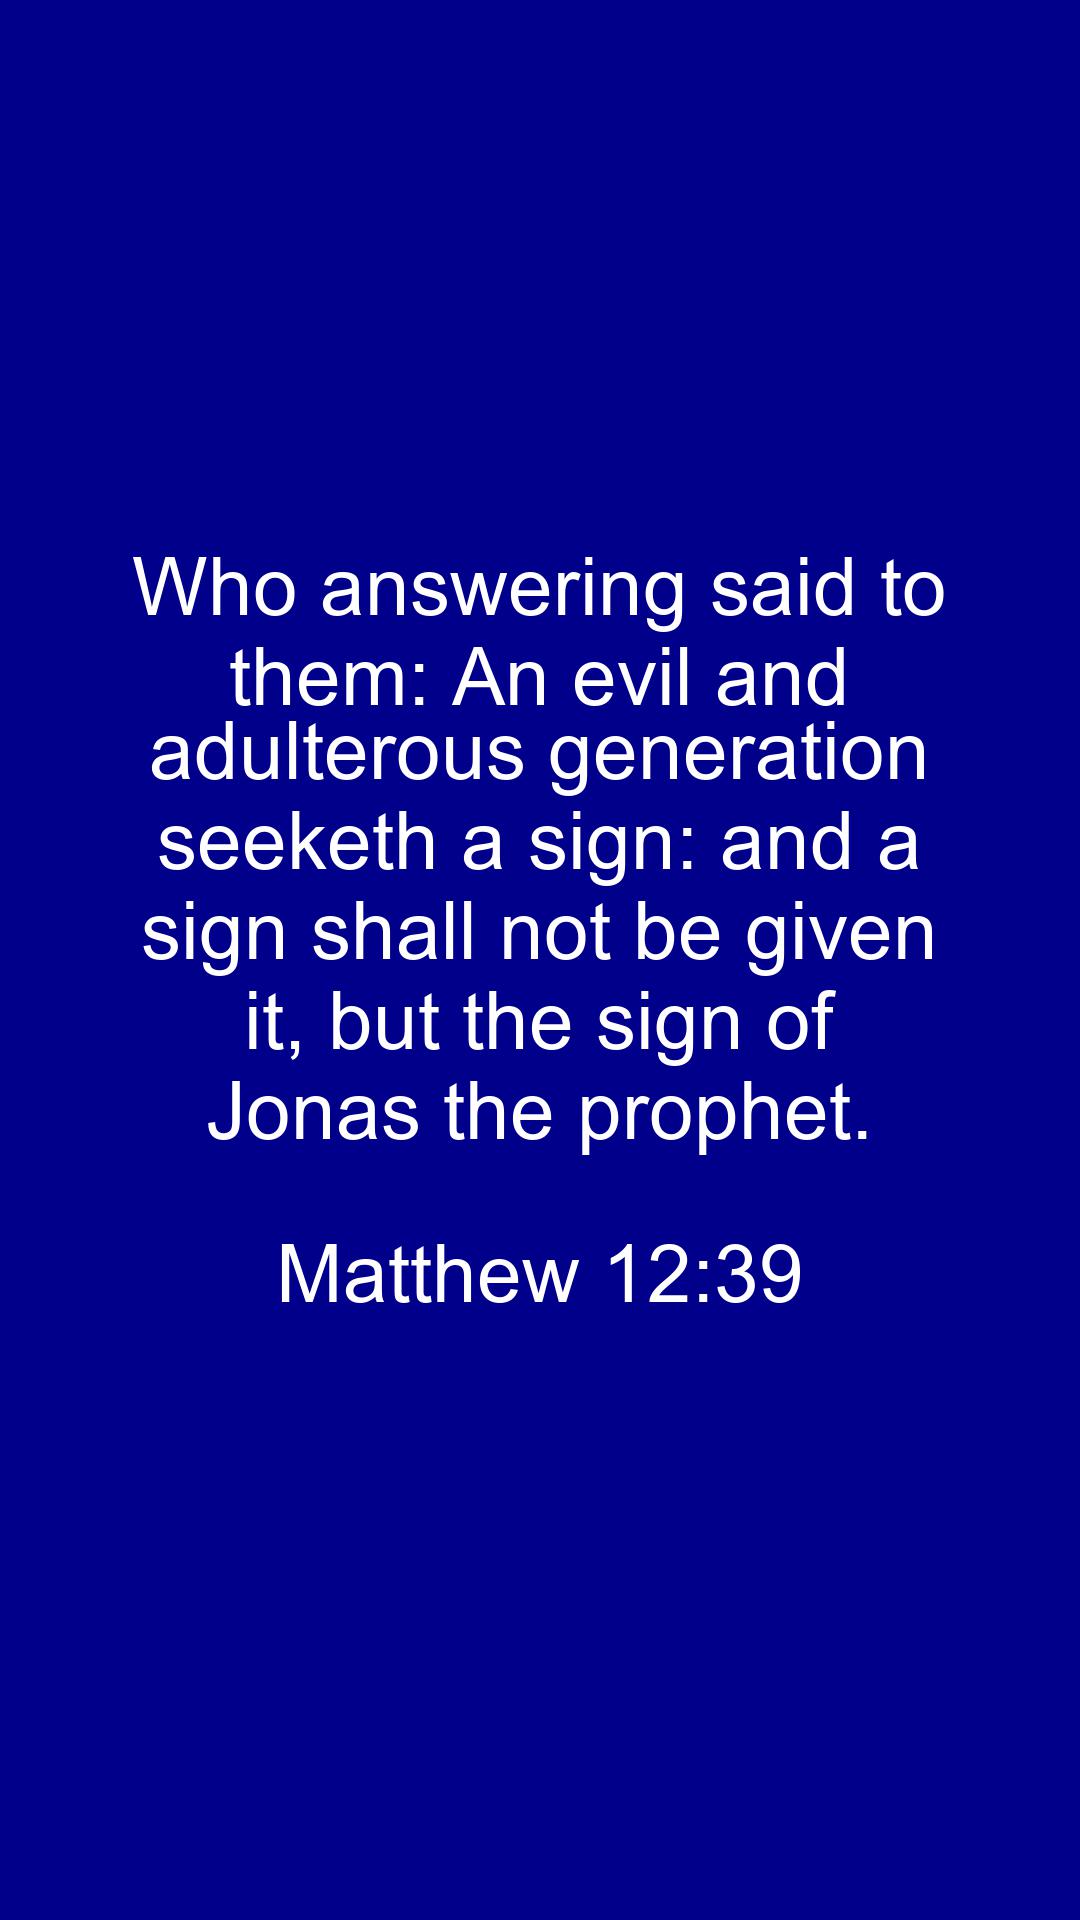 Who answering said to
them: An evil and
adulterous generation
seeketh a sign: and a
sign shall not be given
it, but the sign of
Jonas the prophet.
Matthew 12:39